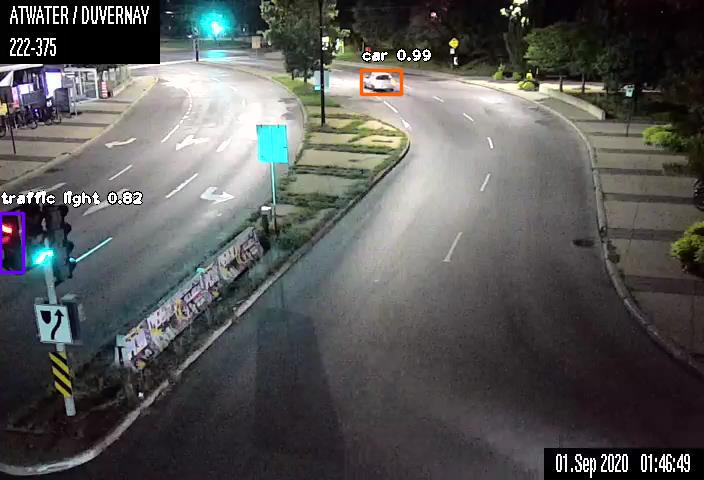 ATWATER / DUVERNAY
222-375
car 0.99
traffic light 0.82
01.Sep 2020 01:46:49